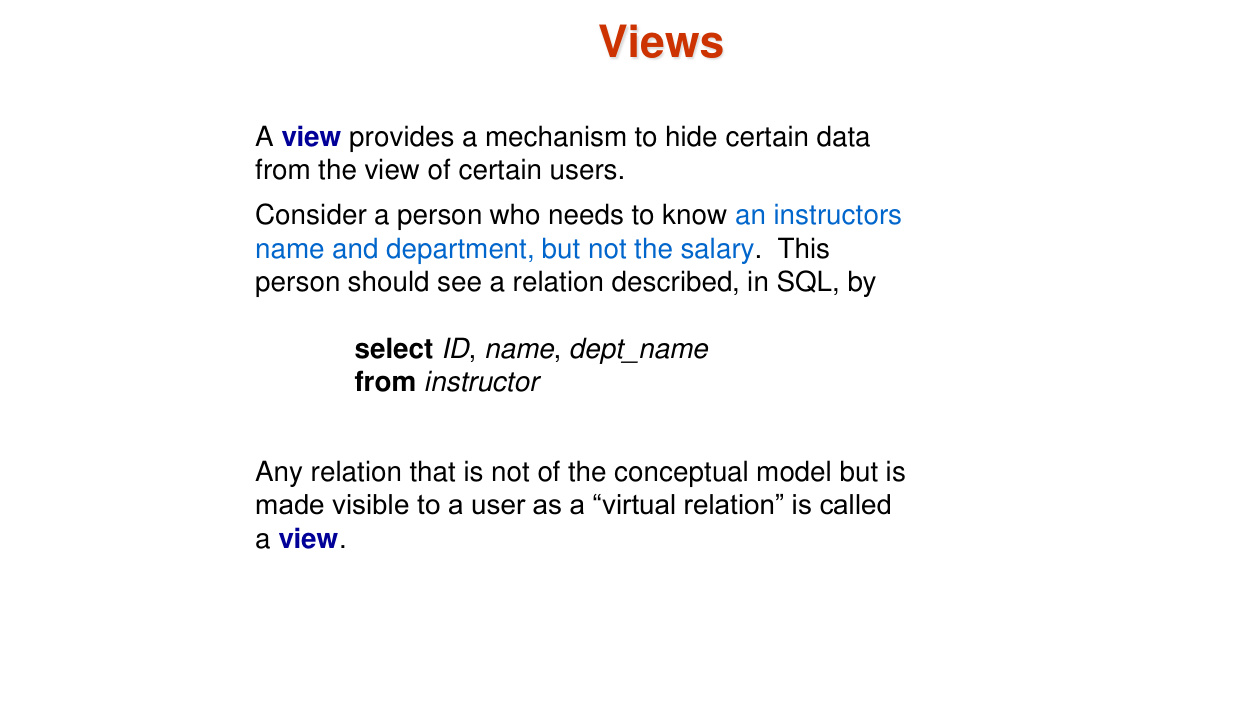 Views
A view provides a mechanism to hide certain data
from the view of certain users.
Consider a person who needs to know an instructors
name and department, but not the salary.  This
person should see a relation described, in SQL, by
select ID, name, dept_name
from instructor
Any relation that is not of the conceptual model but is
made visible to a user as a “virtual relation” is called
a view.